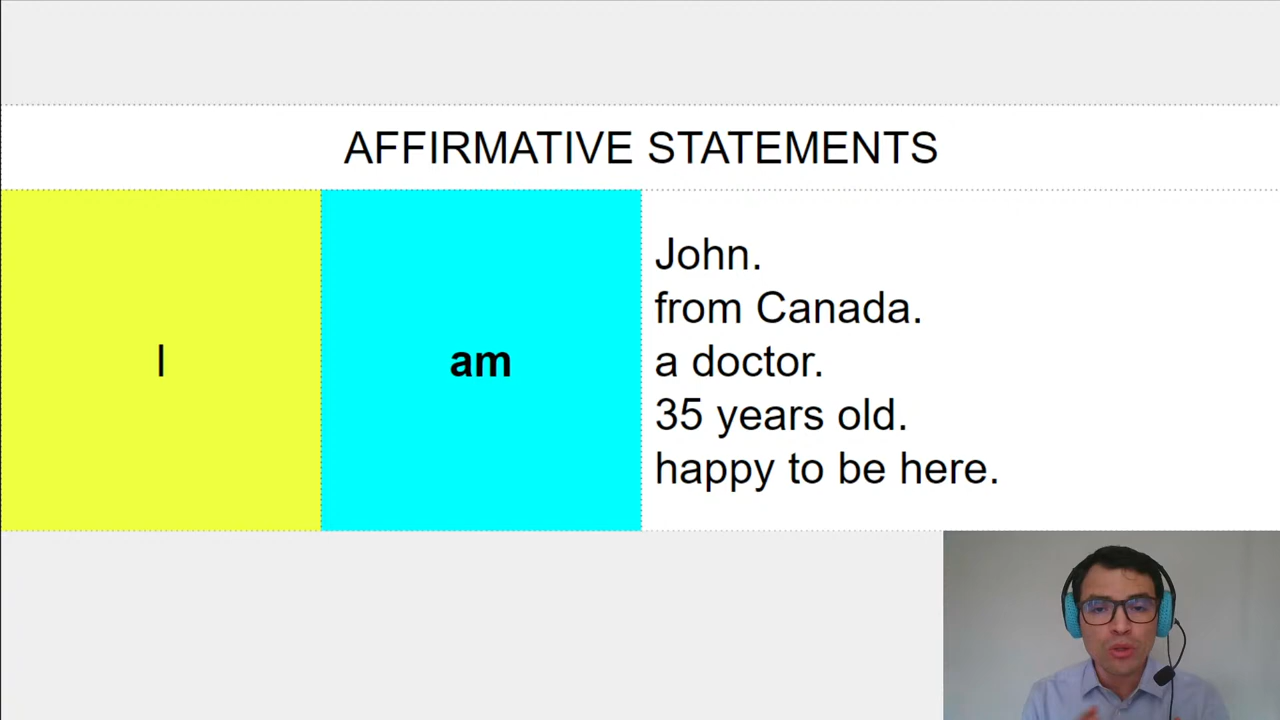 AFFIRMATIVE STATEMENTS
I
am
John.
from Canada.
a doctor.
35 years old.
happy to be here.